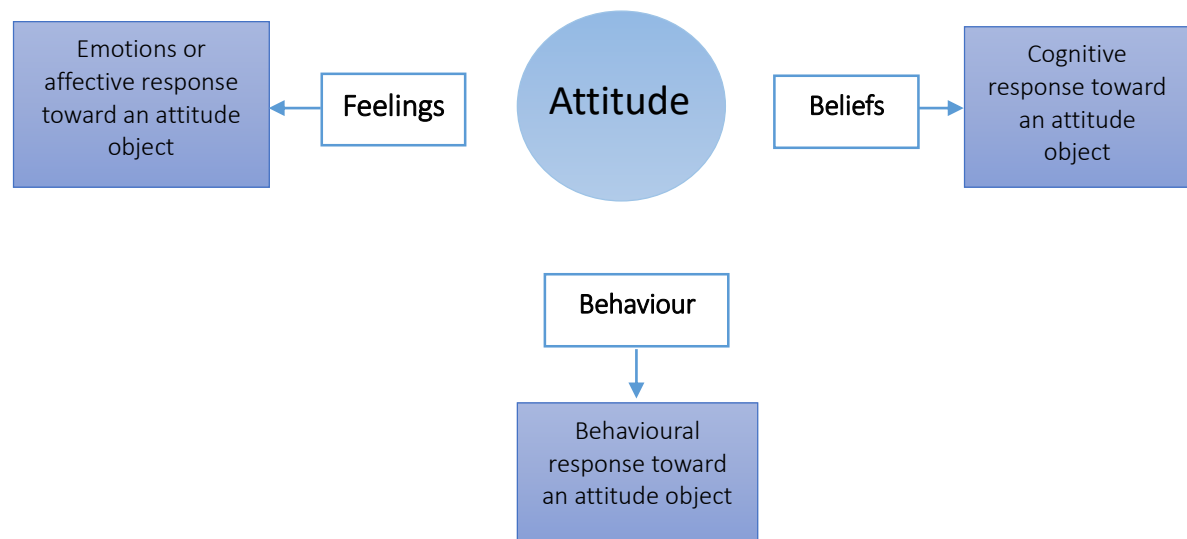 Emotions or
affective response
toward an attitude
object
Feelings
Attitude
Beliefs
Cognitive
response toward
an attitude
object
Behaviour
Behavioural
response toward
an attitude object